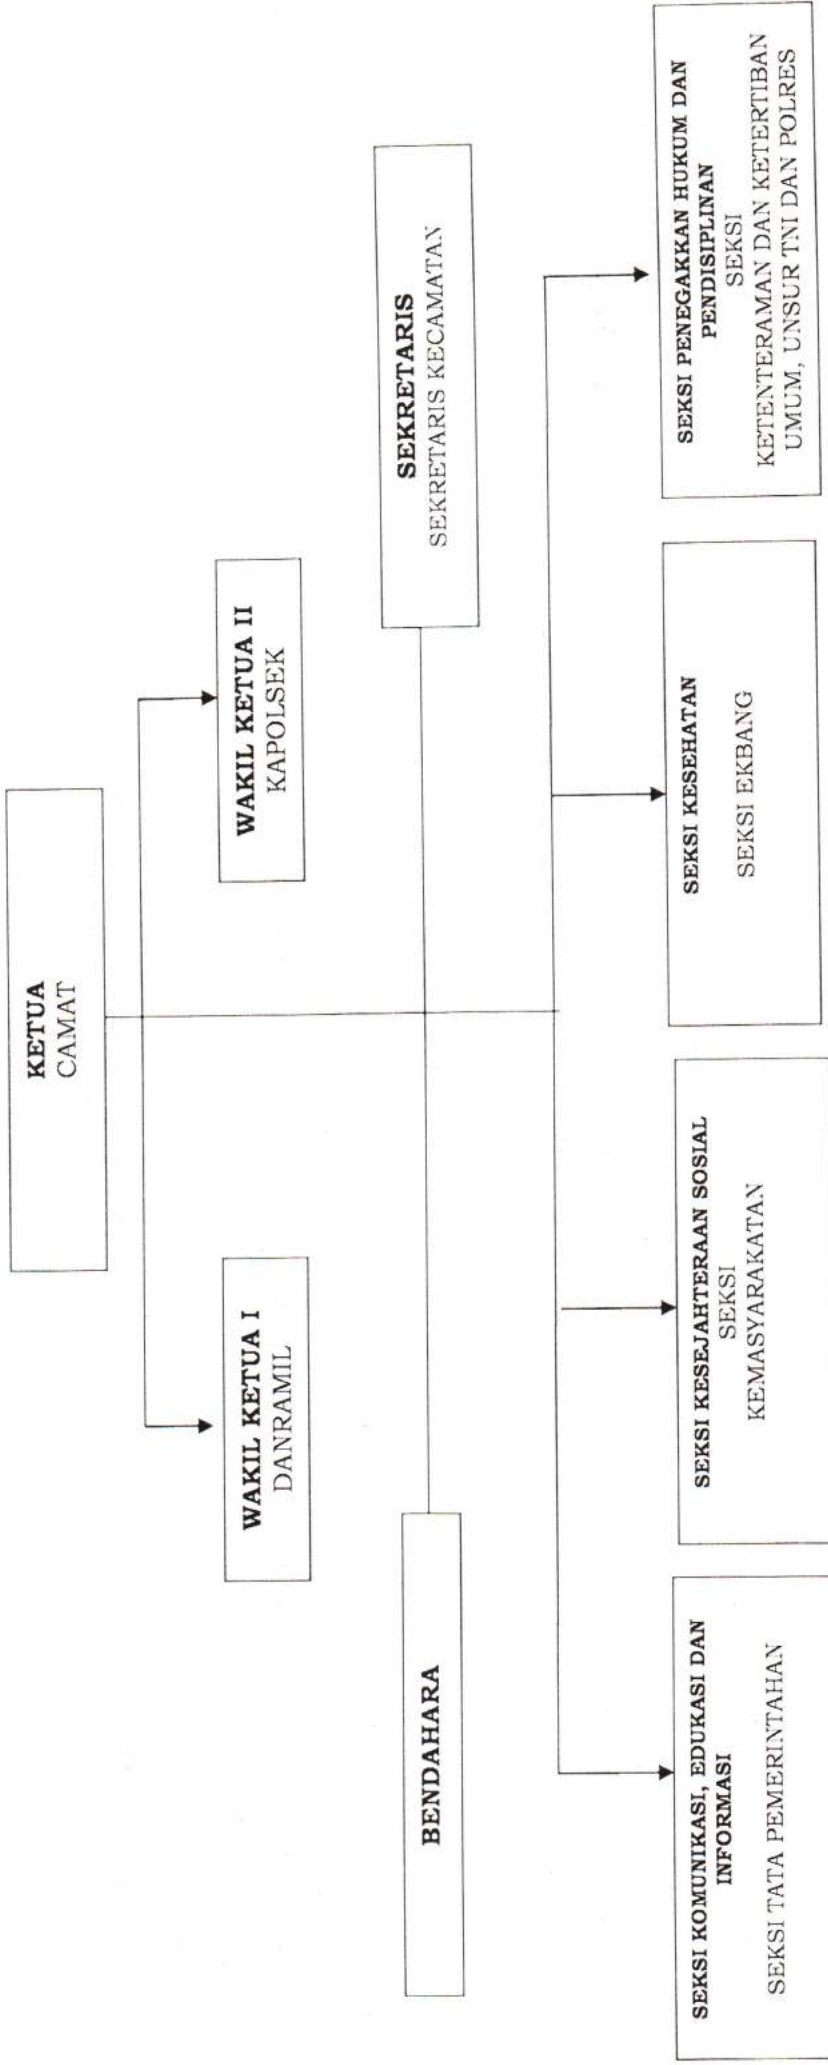 KETUA
CAMAT
WAKIL KETUA I
DANRAMIL
WAKIL KETUA II
KAPOLSEK
BENDAHARA
SEKRETARIS
SEKRETARIS KECAMATAN
SEKSI KOMUNIKASI, EDUKASI DAN
INFORMASI
SEKSI TATA PEMERINTAHAN
SEKSI KESEJAHTERAAN SOSIAL
SEKSI
KEMASYARAKATAN
SEKSI KESEHATAN
SEKSI EKBANG
SEKSI PENEGAKKAN HUKUM DAN
PENDISIPLINAN
SEKSI
KETENTERAMAN DAN KETERTIBAN
UMUM, UNSUR TNI DAN POLRES